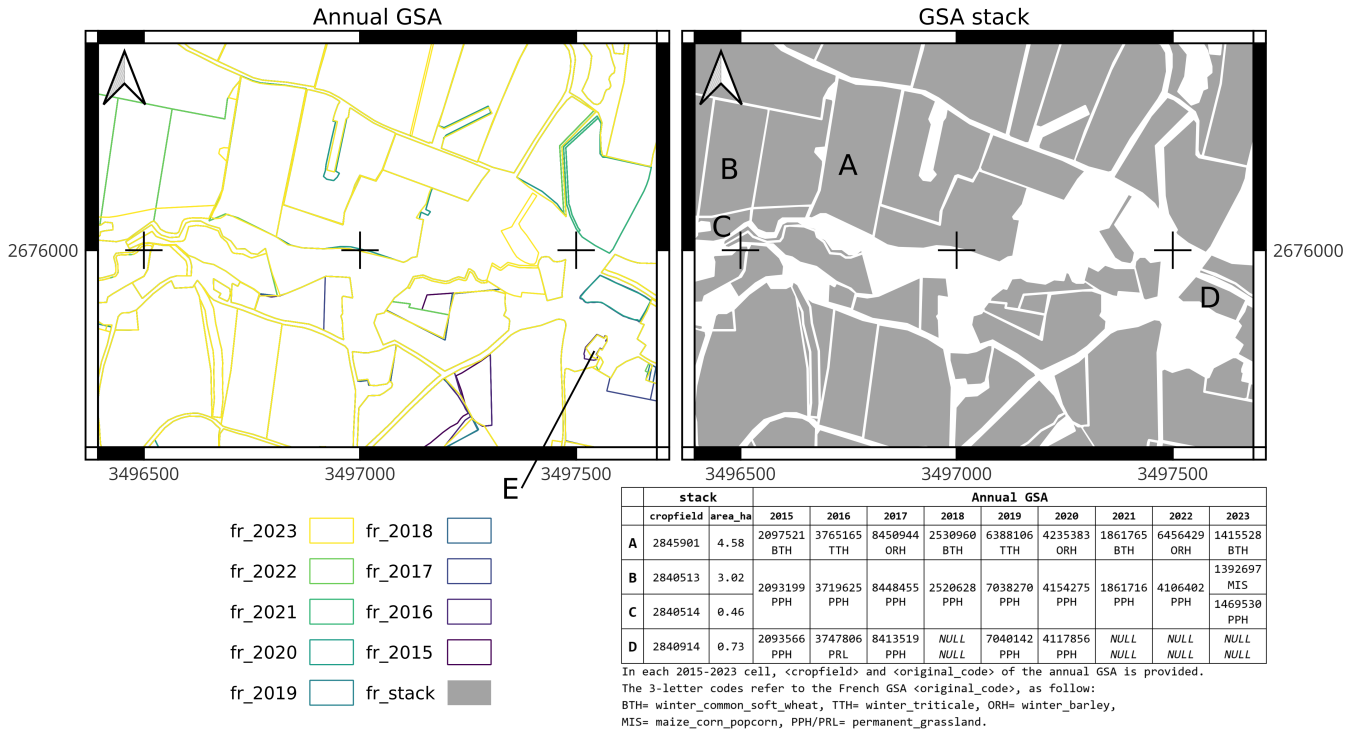 Annual GSA
GSA stack
B
A
C
D
2676000
2676000
3496500
3497000
3497500
3496500
3497000
3497500
E
fr_2023
fr_2018
fr_2022
fr_2017
fr_2021
fr_2016
fr_2020
fr_2015
fr_2019
fr_stack
stack Annual GSA
cropfield area_ha 2015 2016 2017 2018 2019 2020 2021 2022 2023
A 2845901 4.58 2097521 BTH 3765165 TTH 8450944 ORH 2530960 BTH 6388106 TTH 4235383 ORH 1861765 BTH 6456429 ORH 1415528 BTH
B 2840513 3.02 2093199 PPH 3719625 PPH 8448455 PPH 2520628 PPH 7038270 PPH 4154275 PPH 1861716 PPH 4106402 PPH 1392697 MIS
C 2840514 0.46 1469530 PPH
D 2840914 0.73 2093566 PPH 3747806 PRL 8413519 PPH NULL NULL 7040142 PPH 4117856 PPH NULL NULL NULL NULL NULL NULL
In each 2015-2023 cell, <cropfield> and <original_code> of the annual GSA is provided.
The 3-letter codes refer to the French GSA <original_code>, as follow:
BTH= winter_common_soft_wheat, TTH= winter_triticale, ORH= winter_barley,
MIS= maize_corn_popcorn, PPH/PRL= permanent_grassland.